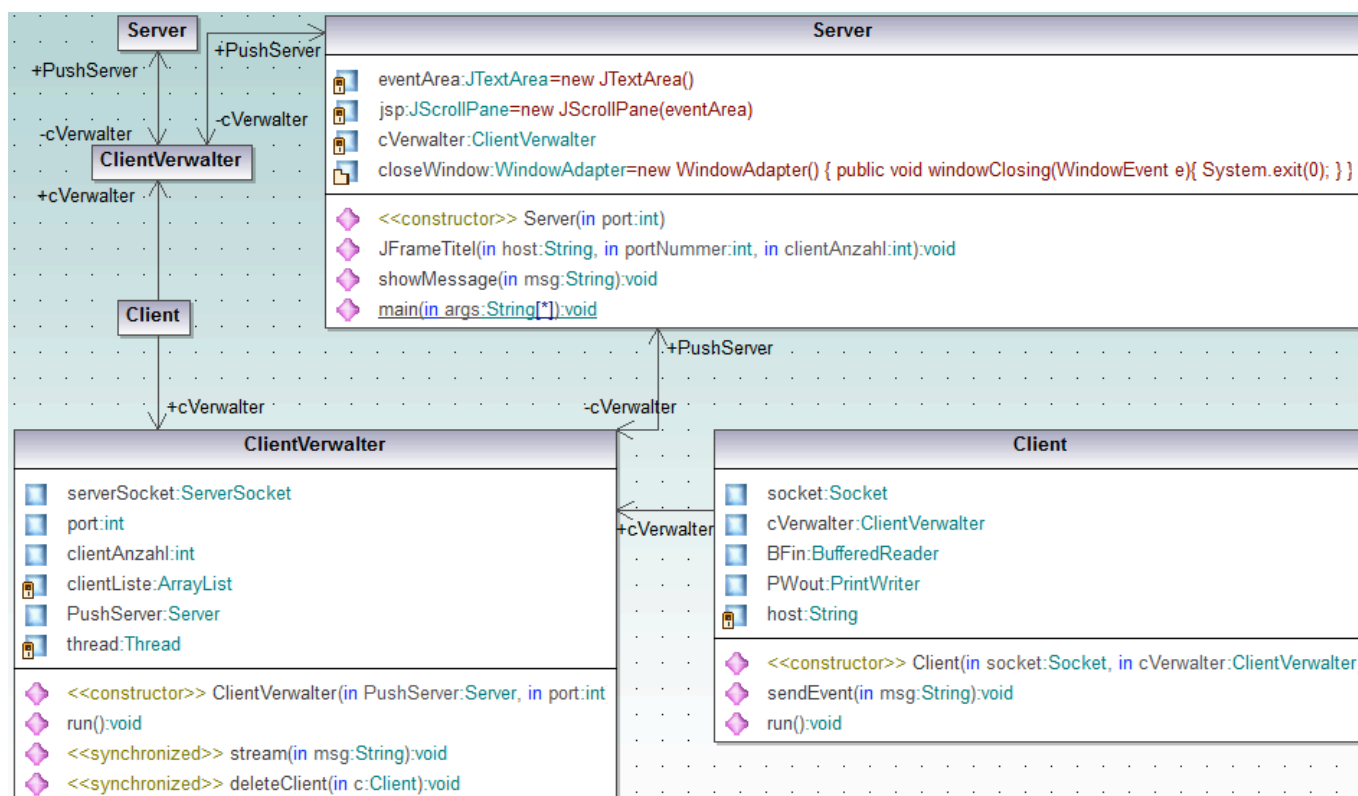 Server
+PushServer
-cVerwalter
ClientVerwalter
+cVerwalter
Client
+cVerwalter
+PushServer
-cVerwalter
Server
eventArea:JTextArea=new JTextArea()
jsp:JScrollPane=new JScrollPane(eventArea)
cVerwalter:ClientVerwalter
closeWindow:WindowAdapter=new WindowAdapter() { public void windowClosing(WindowEvent e){ System.exit(0); } }
<<constructor>> Server(in port:int)
JFrameTitel(in host:String, in portNummer:int, in clientAnzahl:int):void
showMessage(in msg:String):void
main(in args:String[*]):void
+PushServer
-cVerwalter
ClientVerwalter
serverSocket:ServerSocket
port:int
clientAnzahl:int
clientListe:ArrayList
PushServer:Server
thread:Thread
<<constructor>> ClientVerwalter(in PushServer:Server, in port:int
run():void
<<synchronized>> stream(in msg:String):void
<<synchronized>> deleteClient(in c:Client):void
+cVerwalter
Client
socket:Socket
cVerwalter:ClientVerwalter
BFin:BufferedReader
PWout:PrintWriter
host:String
<<constructor>> Client(in socket:Socket, in cVerwalter:ClientVerwalter
sendEvent(in msg:String):void
run():void